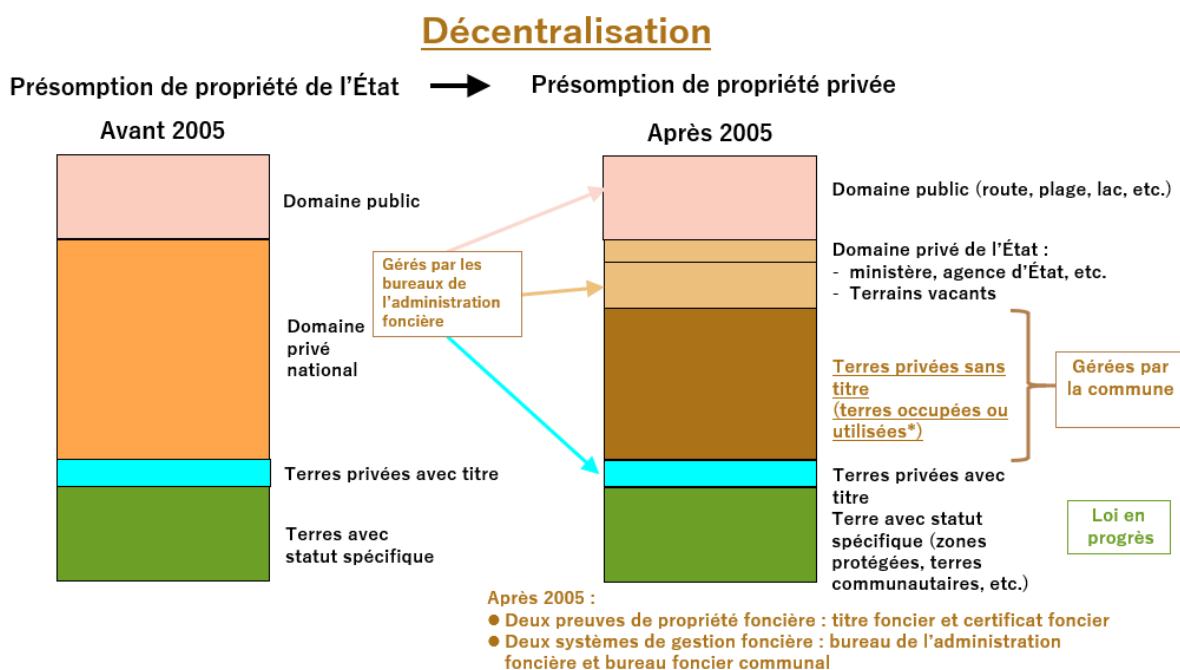 Décentralisation
Présomption de propriété de l'État
Présomption de propriété privée
Avant 2005
Après 2005
Domaine public
Domaine
privé
national
Terres privées avec titre
Terres avec
statut spécifique
Gérés par les
bureaux de
l'administration
foncière
Domaine public (route, plage, lac, etc.)
Domaine privé de l'État :
- ministère, agence d'État, etc.
- Terrains vacants
Terres privées sans
titre
(terres occupées ou
utilisées*)
Gérées par
la commune
Terres privées avec
titre
Terre avec statut
spécifique (zones
protégées, terres
communautaires, etc.)
Loi en
progrès
Après 2005 :
● Deux preuves de propriété foncière : titre foncier et certificat foncier
● Deux systèmes de gestion foncière : bureau de l'administration
foncière et bureau foncier communal